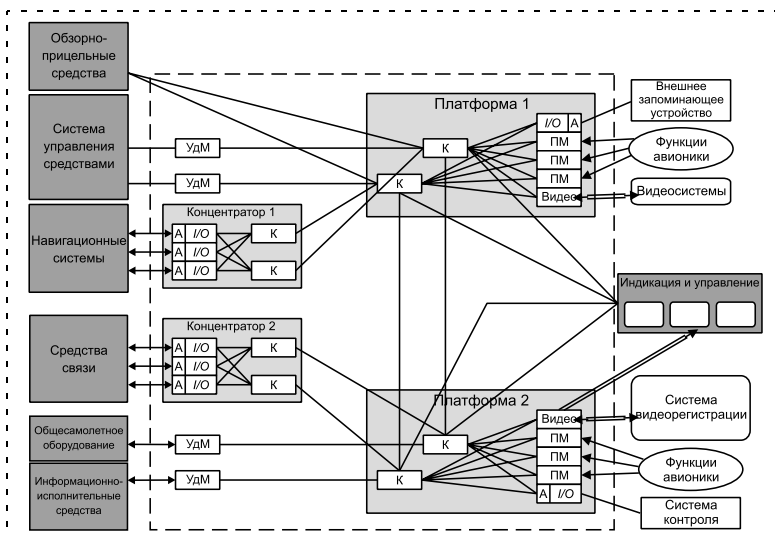 Обзорно-
прицельные
средства
Система
управления
средствами
Навигационные
системы
Средства
связи
Общесамолетное
оборудование
Информационно-
исполнительные
средства
УдМ
УдМ
Концентратор 1
А I/O
А I/O
А I/O
К
К
Концентратор 2
А I/O
А I/O
А I/O
К
К
УдМ
УдМ
Платформа 1
К
К
I/O А
ПМ
ПМ
ПМ
Видео
Внешнее
запоминающее
устройство
Функции
авионики
Видеосистемы
Индикация и управление
Платформа 2
К
К
Видео
ПМ
ПМ
ПМ
А I/O
Система
видеорегистрации
Функции
авионики
Система
контроля